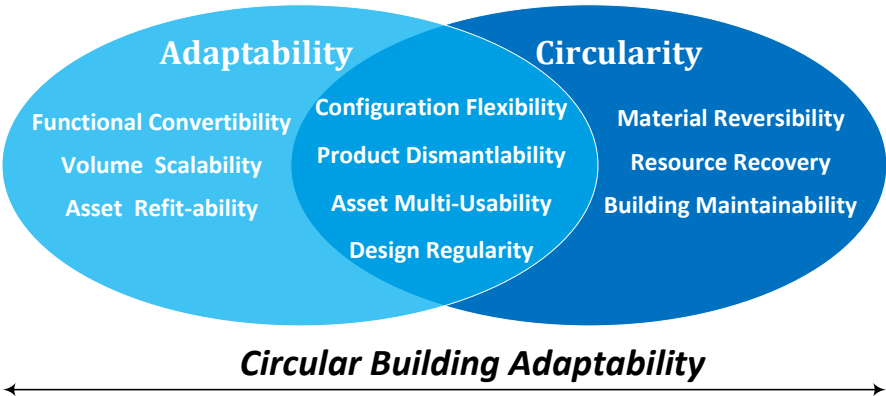 Adaptability
Circularity
Functional Convertibility
Volume Scalability
Asset Refit-ability
Configuration Flexibility
Product Dismantlability
Asset Multi-Usability
Design Regularity
Material Reversibility
Resource Recovery
Building Maintainability
Circular Building Adaptability